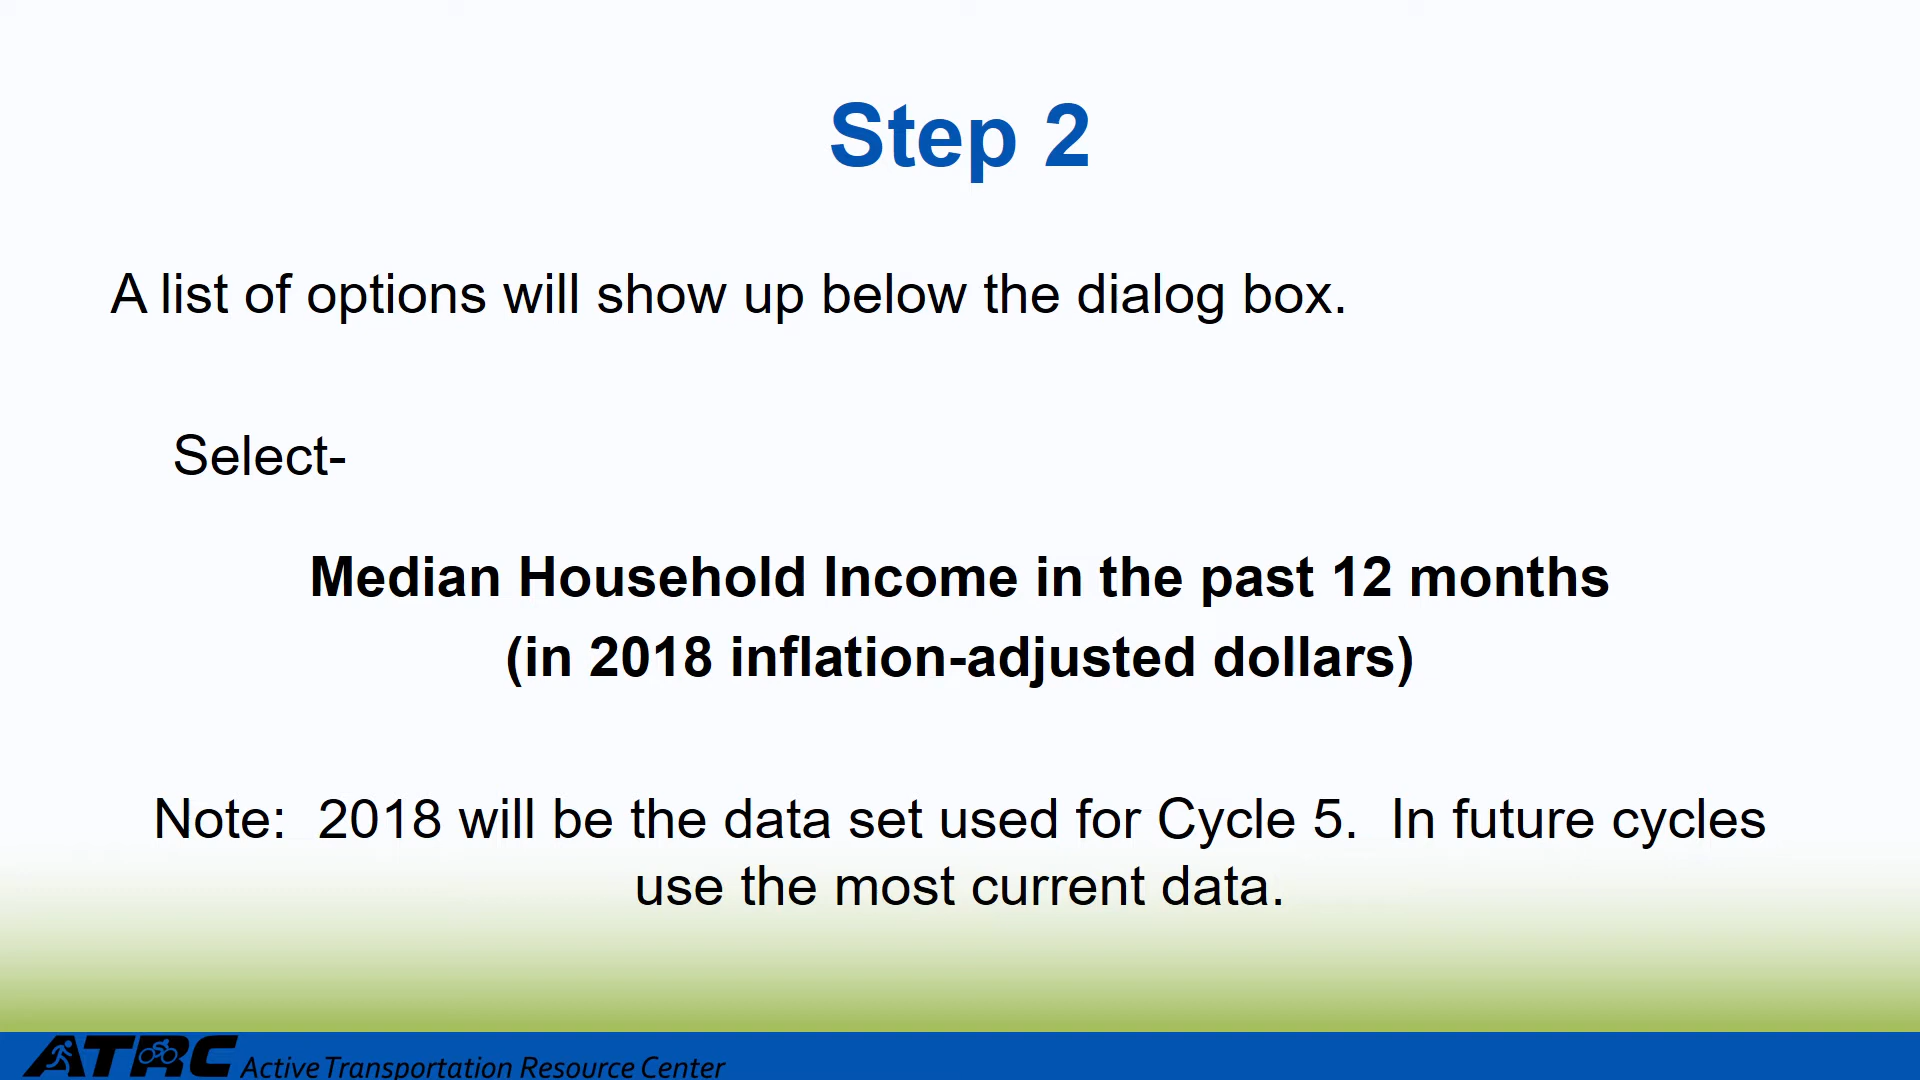 Step 2
A list of options will show up below the dialog box.
Select-
Median Household Income in the past 12 months
(in 2018 inflation-adjusted dollars)
Note:  2018 will be the data set used for Cycle 5.  In future cycles
use the most current data.
ATRC Active Transportation Resource Center